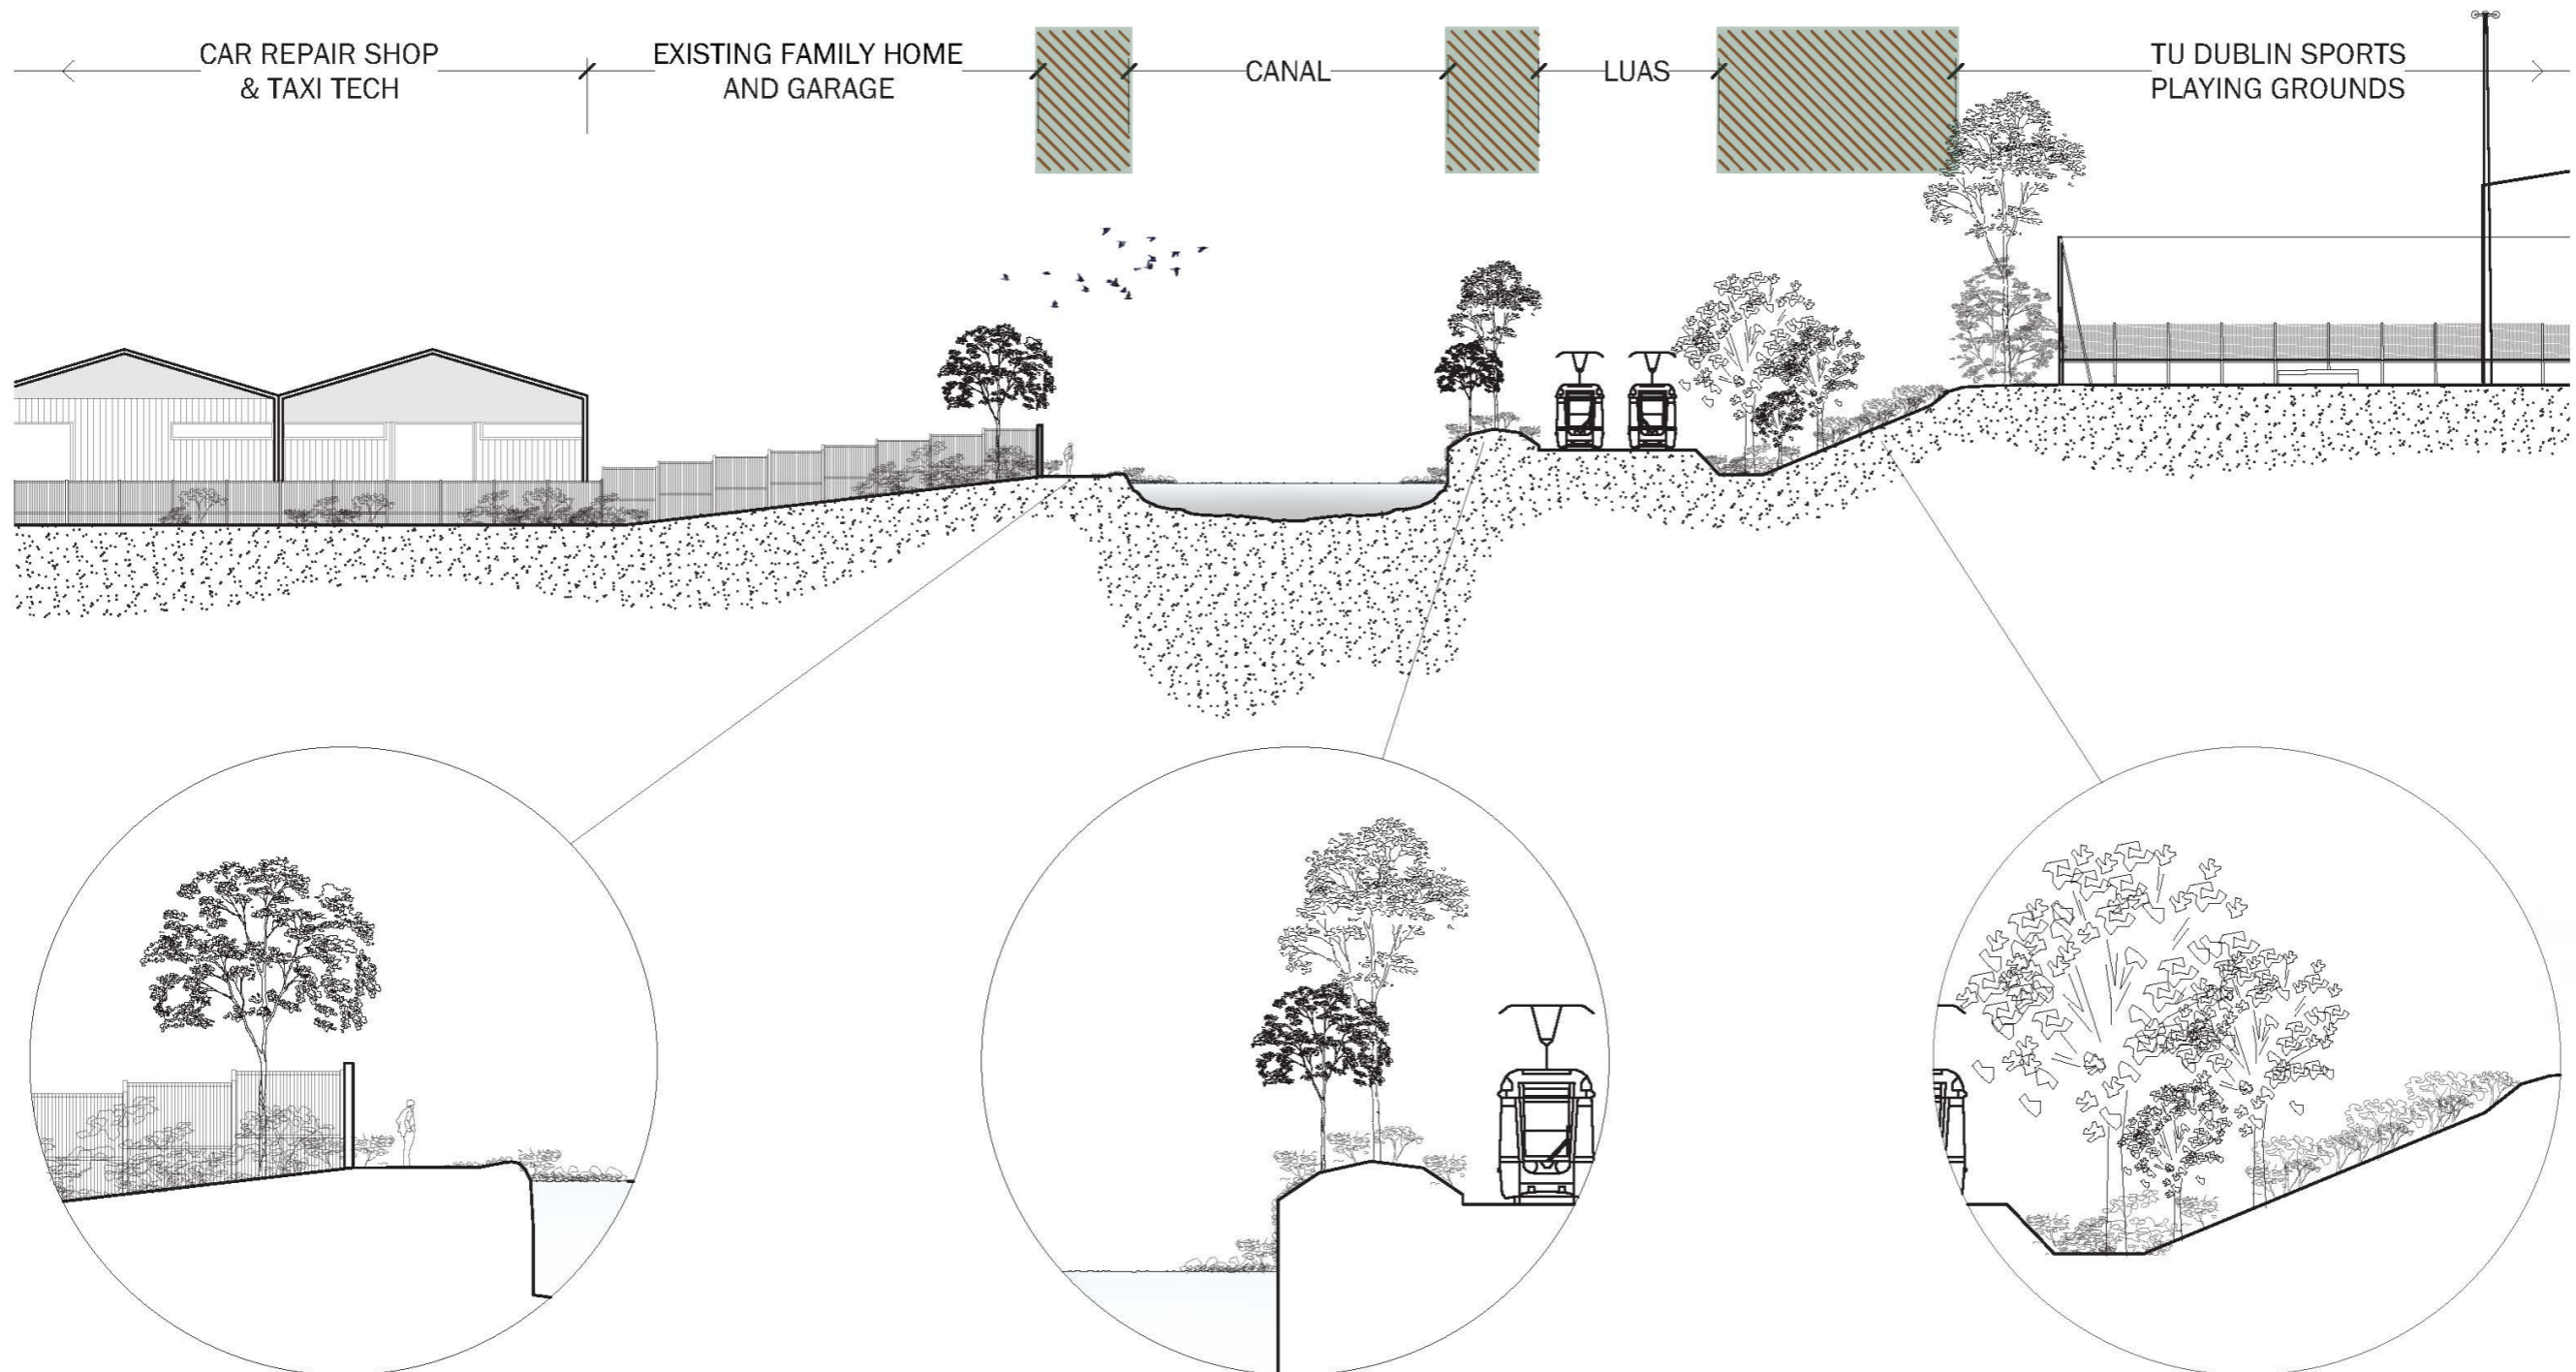 CAR REPAIR SHOP
& TAXI TECH
EXISTING FAMILY HOME
AND GARAGE
CANAL
LUAS
TU DUBLIN SPORTS
PLAYING GROUNDS